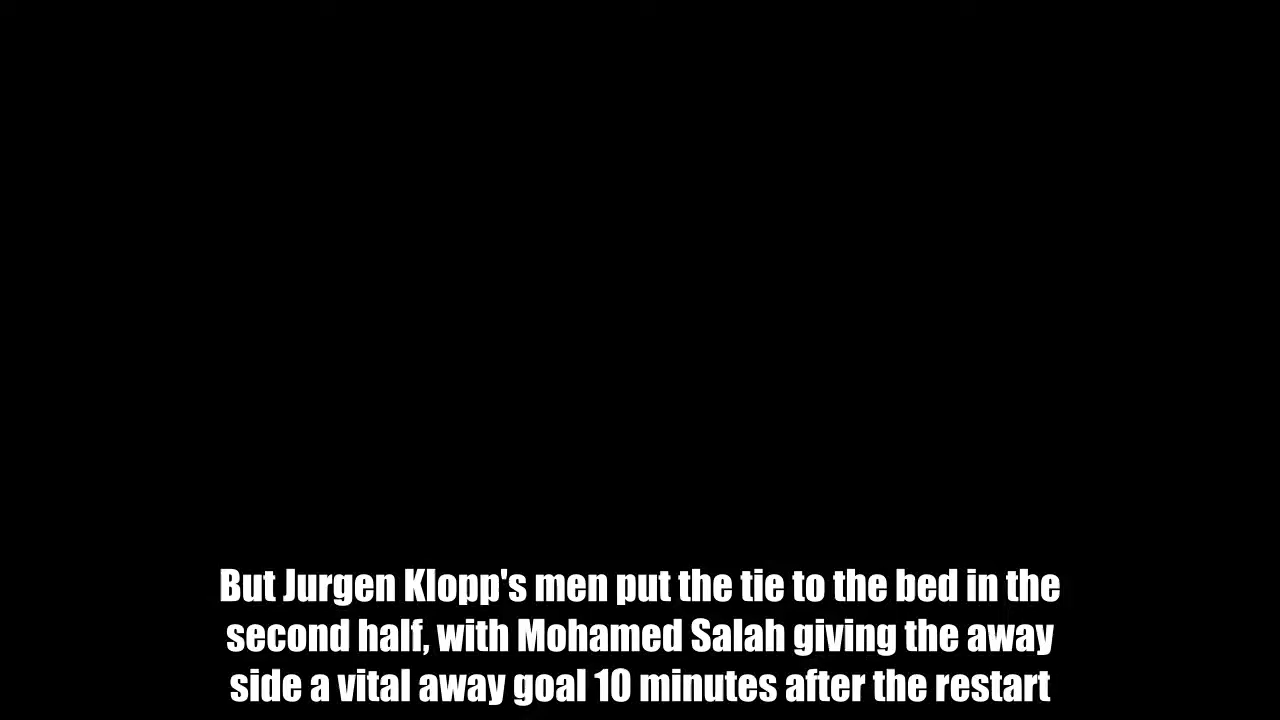 But Jurgen Klopp's men put the tie to the bed in the
second half, with Mohamed Salah giving the away
side a vital away goal 10 minutes after the restart